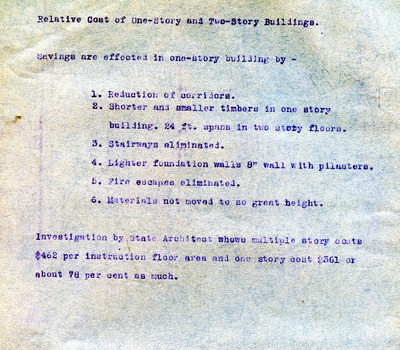 Relative Cost of One-Story and Two-Story Buildings.
Savings are effected in one-story building by -
1. Reduction of corridors.
2. Shorter and smaller timbers in one story
building. 24 ft. spans in two story floors.
3. Stairways eliminated.
4. Lighter foundation walls 8" wall with pilasters.
5. Fire escapes eliminated.
6. Materials not moved to so great height.
Investigation by State Architect shows multiple story costs
$462 per instruction floor area and one story cost $361 or
about 78 per cent as much.